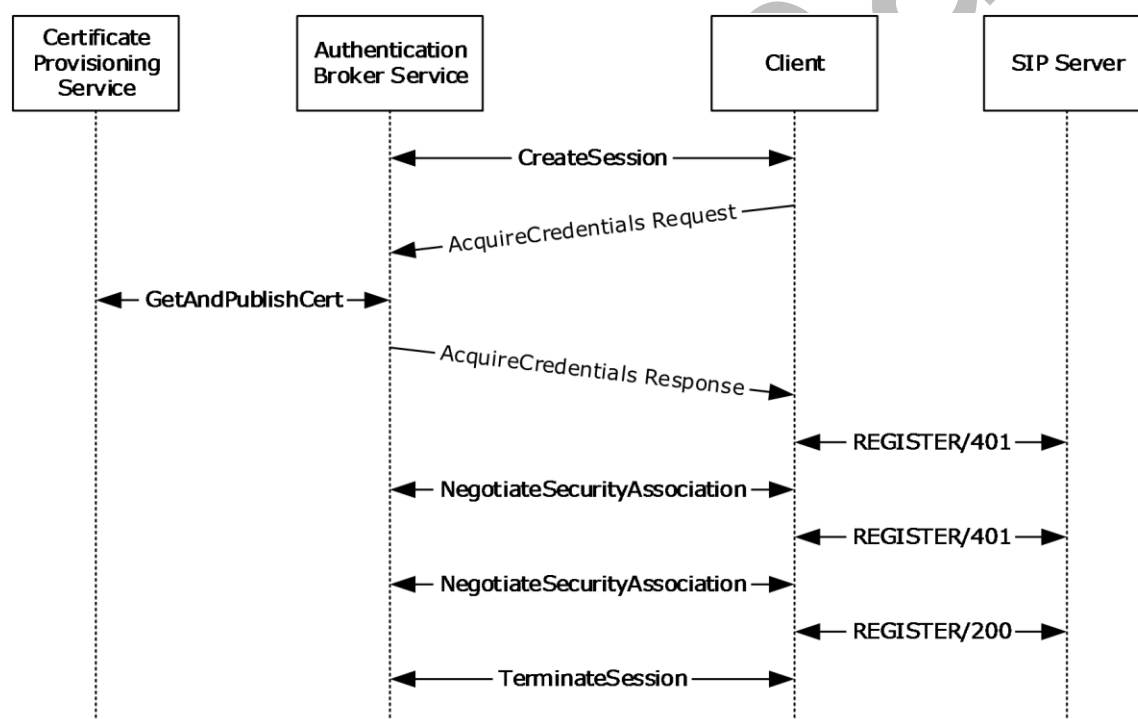 Certificate
Provisioning
Service
Authentication
Broker Service
Client
SIP Server
CreateSession
AcquireCredentials Request
GetAndPublishCert
AcquireCredentials Response
REGISTER/401
NegotiateSecurityAssociation
REGISTER/401
NegotiateSecurityAssociation
REGISTER/200
TerminateSession